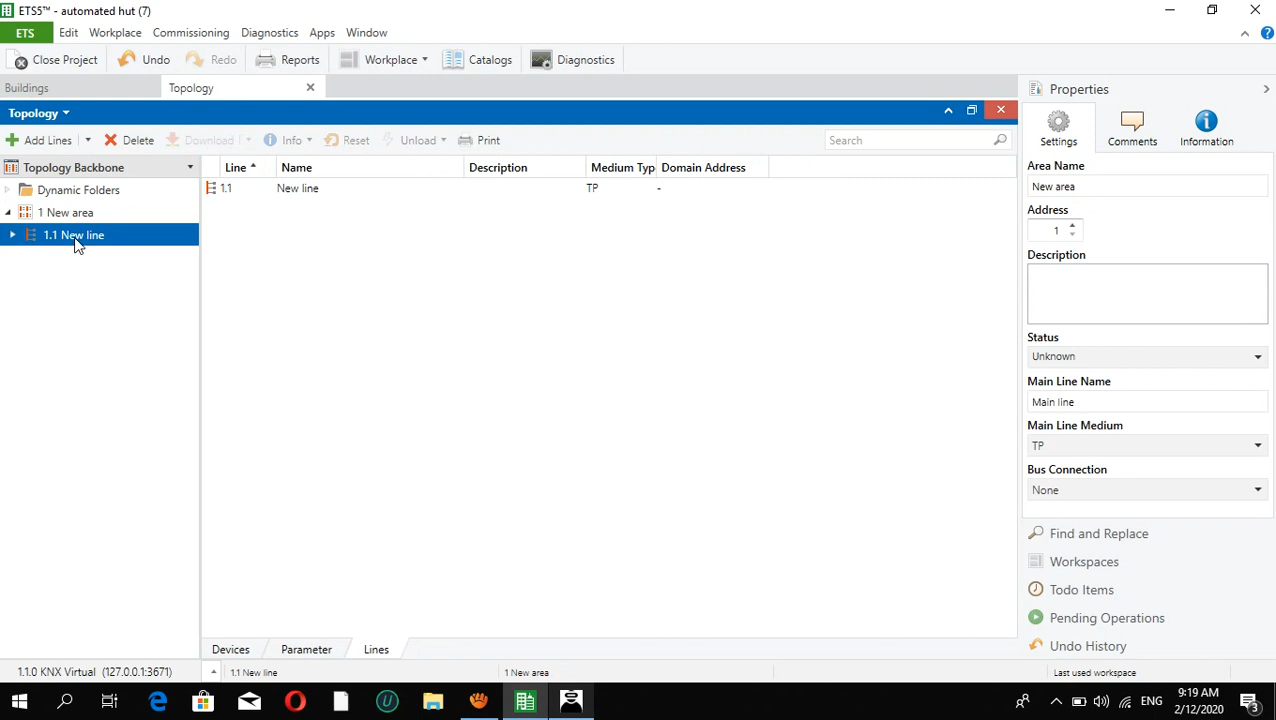 ETS5™ - automated hut (7)
ETS Edit Workplace Commissioning Diagnostics Apps Window
Close Project Undo Redo Reports Workplace Catalogs Diagnostics
Buildings Topology
Topology
Add Lines Delete Download Info Reset Unload Print Search
Topology Backbone
Dynamic Folders
1 New area
1.1 New line
Line Name Description Medium Typ Domain Address
1.1 New line TP -
Devices Parameter Lines
Properties
Settings Comments Information
Area Name
New area
Address
1
Description
Status
Unknown
Main Line Name
Main line
Main Line Medium
TP
Bus Connection
None
Find and Replace
Workspaces
Todo Items
Pending Operations
Undo History
1.1.0 KNX Virtual (127.0.0.1:3671) 1.1 New line 1 New area Last used workspace
ENG
9:19 AM
2/12/2020
3